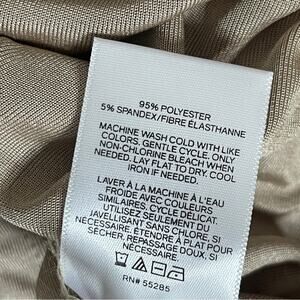 95% POLYESTER
5% SPANDEX/FIBRE ÉLASTHANNE
MACHINE WASH COLD WITH LIKE
COLORS. GENTLE CYCLE. ONLY
NON-CHLORINE BLEACH WHEN
NEEDED. LAY FLAT TO DRY. COOL
IRON IF NEEDED.
LAVER À LA MACHINE À L'EAU
FROIDE AVEC COULEURS
SIMILAIRES. CYCLE DÉLICAT.
UTILISEZ SEULEMENT DU
JAVELLISANT SANS CHLORE, SI
NÉCESSAIRE. ÉTENDRE À PLAT POUR
SÉCHER. REPASSAGE DOUX, SI
NÉCESSAIRE.
RN# 55285